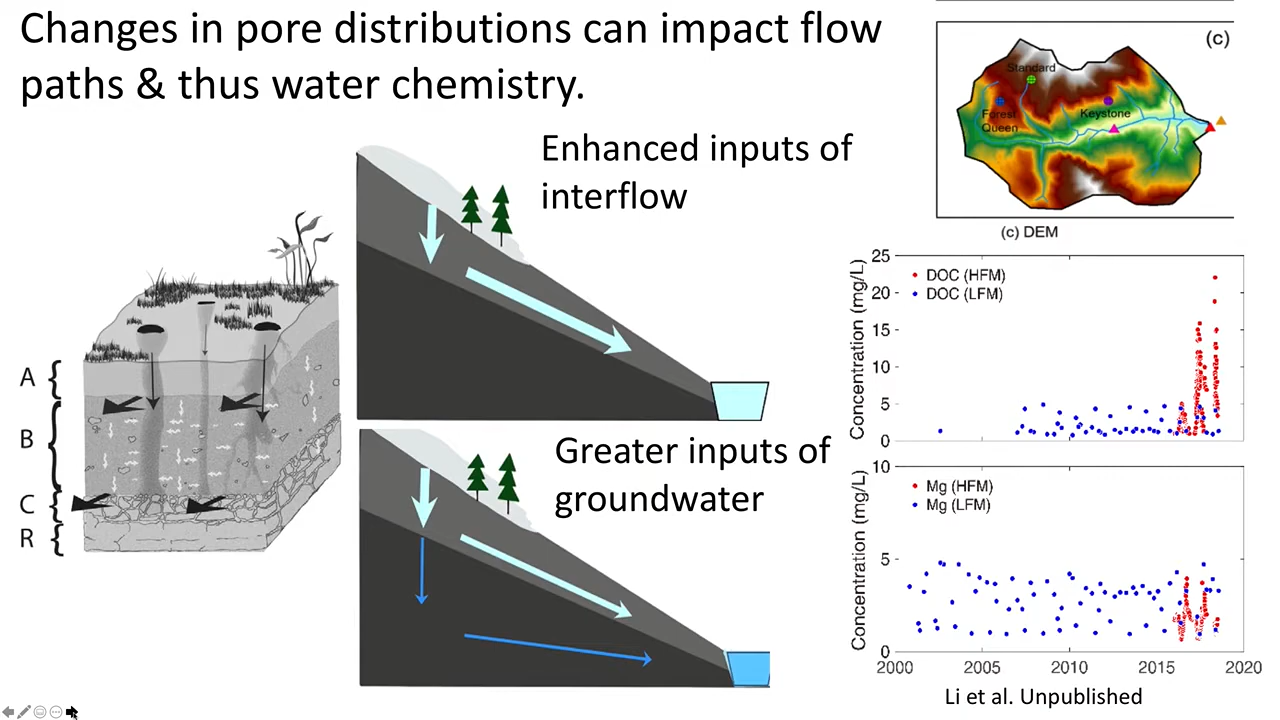 Changes in pore distributions can impact flow
paths & thus water chemistry.
A
B
C
R
Enhanced inputs of
interflow
Greater inputs of
groundwater
(c)
Standard
Forest
Queen
Keystone
(c) DEM
25
20
15
10
5
0
Concentration (mg/L)
DOC (HFM)
DOC (LFM)
10
5
0
Concentration (mg/L)
Mg (HFM)
Mg (LFM)
2000 2005 2010 2015 2020
Li et al. Unpublished